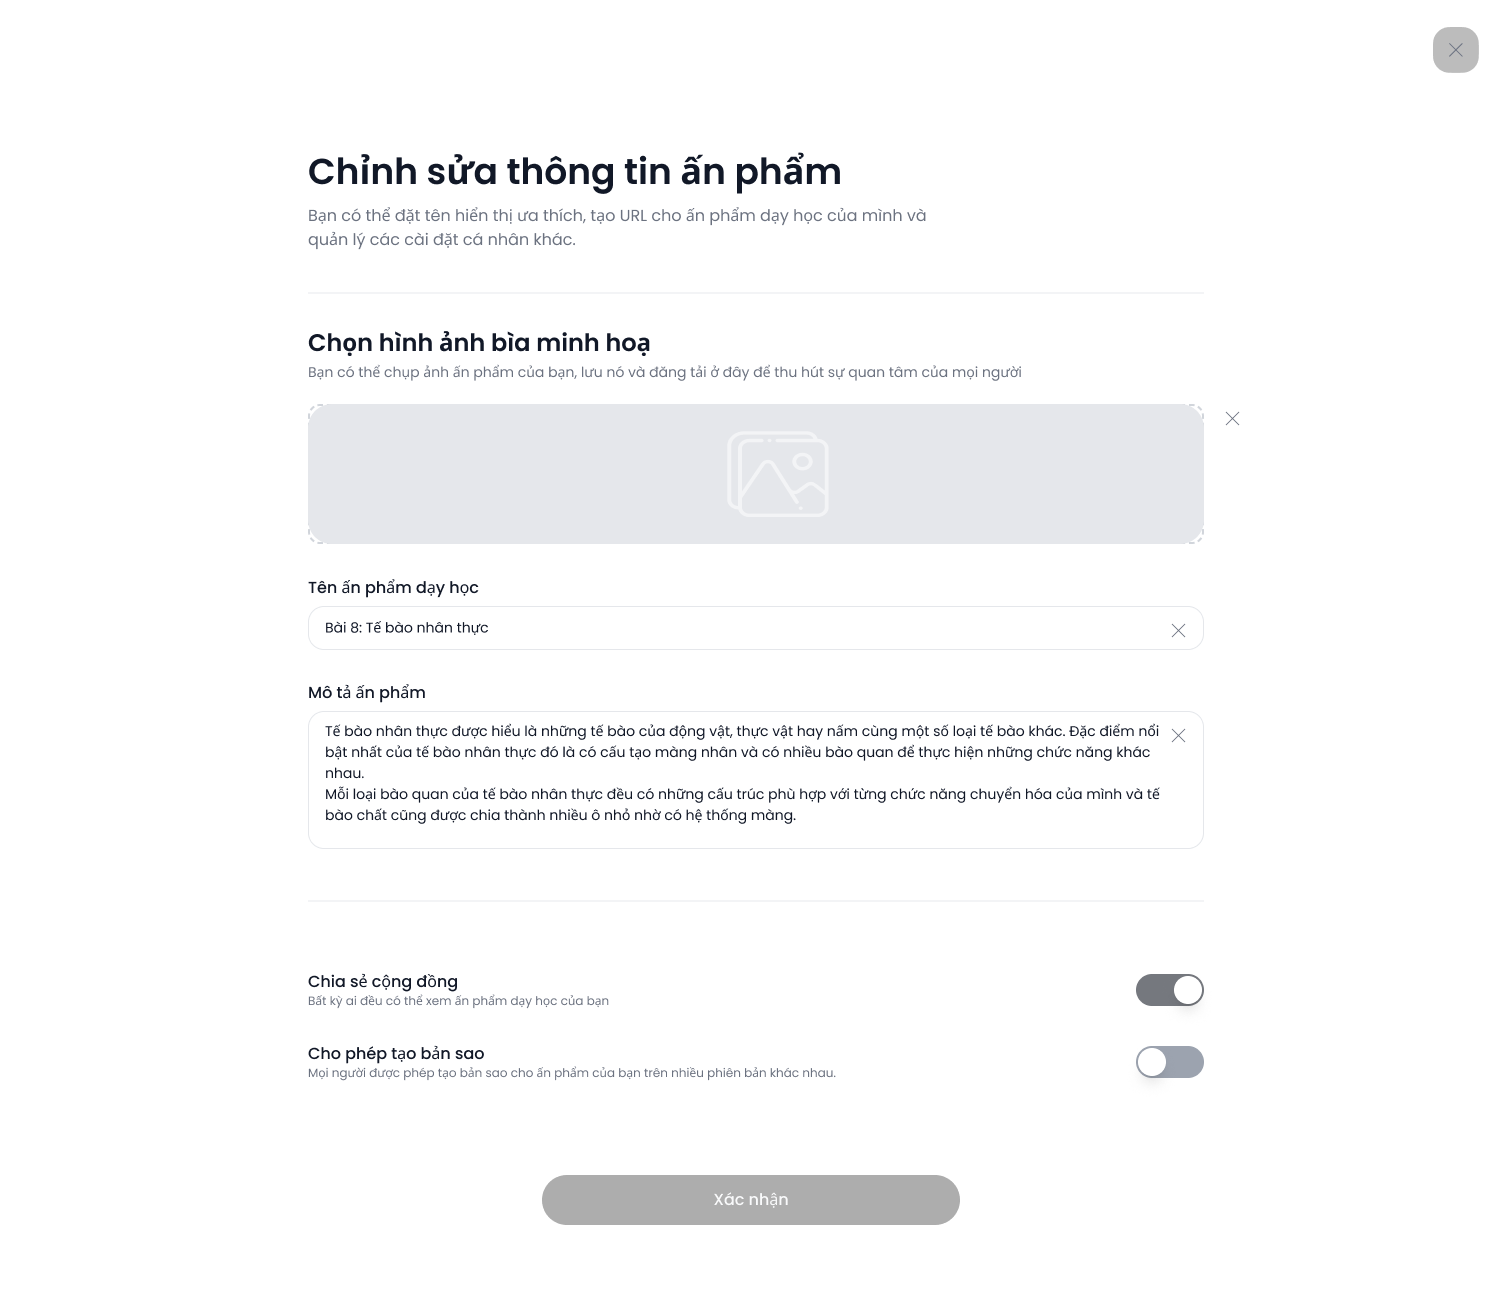 Chỉnh sửa thông tin ấn phẩm
Bạn có thể đặt tên hiển thị ưa thích, tạo URL cho ấn phẩm dạy học của mình và
quản lý các cài đặt cá nhân khác.
Chọn hình ảnh bìa minh hoạ
Bạn có thể chụp ảnh ấn phẩm của bạn, lưu nó và đăng tải ở đây để thu hút sự quan tâm của mọi người
Tên ấn phẩm dạy học
Bài 8: Tế bào nhân thực
Mô tả ấn phẩm
Tế bào nhân thực được hiểu là những tế bào của động vật, thực vật hay nấm cùng một số loại tế bào khác. Đặc điểm nổi
bật nhất của tế bào nhân thực đó là có cấu tạo màng nhân và có nhiều bào quan để thực hiện những chức năng khác
nhau.
Mỗi loại bào quan của tế bào nhân thực đều có những cấu trúc phù hợp với từng chức năng chuyển hóa của mình và tế
bào chất cũng được chia thành nhiều ô nhỏ nhờ có hệ thống màng.
Chia sẻ cộng đồng
Bất kỳ ai đều có thể xem ấn phẩm dạy học của bạn
Cho phép tạo bản sao
Mọi người được phép tạo bản sao cho ấn phẩm của bạn trên nhiều phiên bản khác nhau.
Xác nhận